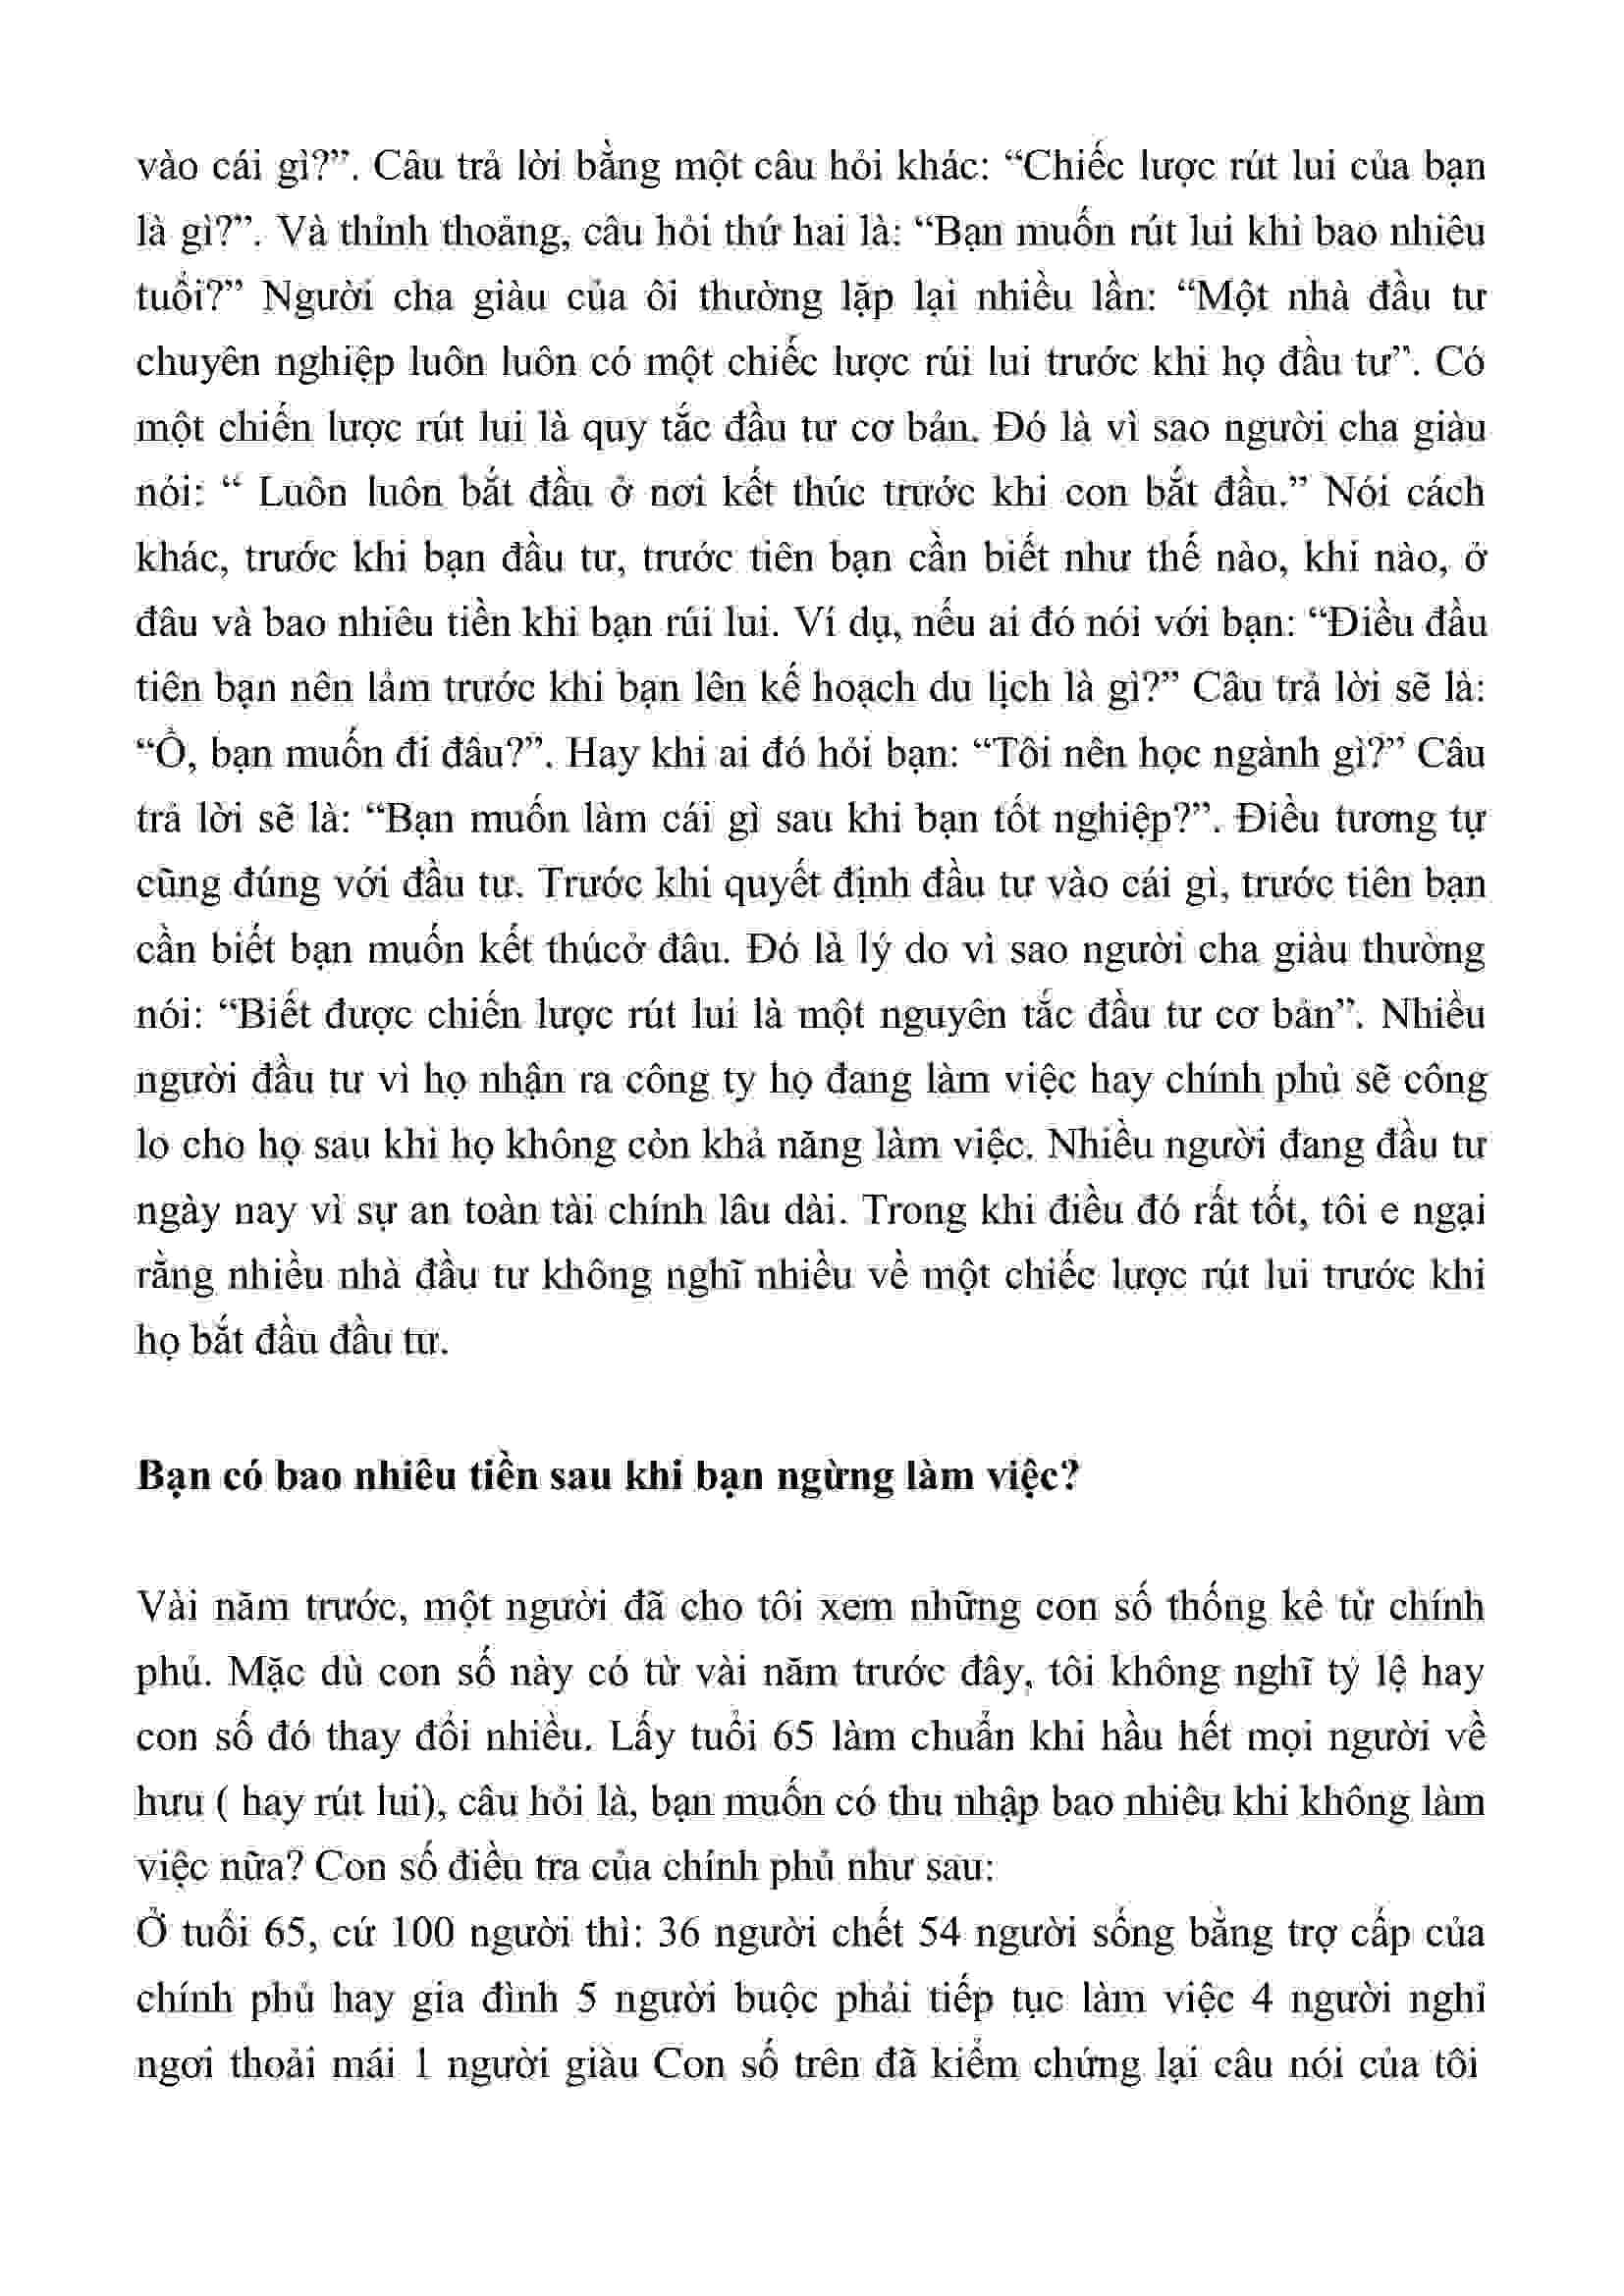 vào cái gì?”. Câu trả lời bằng một câu hỏi khác: “Chiếc lược rút lui của bạn
là gì?”. Và thỉnh thoảng, câu hỏi thứ hai là: “Bạn muốn rút lui khi bao nhiêu
tuổi?” Người cha giàu của ôi thường lặp lại nhiều lần: “Một nhà đầu tư
chuyên nghiệp luôn luôn có một chiếc lược rúi lui trước khi họ đầu tư”. Có
một chiến lược rút lui là quy tắc đầu tư cơ bản. Đó là vì sao người cha giàu
nói: “ Luôn luôn bắt đầu ở nơi kết thúc trước khi con bắt đầu.” Nói cách
khác, trước khi bạn đầu tư, trước tiên bạn cần biết như thế nào, khi nào, ở
đâu và bao nhiêu tiền khi bạn rúi lui. Ví dụ, nếu ai đó nói với bạn: “Điều đầu
tiên bạn nên lảm trước khi bạn lên kế hoạch du lịch là gì?” Câu trả lời sẽ là:
“Ồ, bạn muốn đi đâu?”. Hay khi ai đó hỏi bạn: “Tôi nên học ngành gì?” Câu
trả lời sẽ là: “Bạn muốn làm cái gì sau khi bạn tốt nghiệp?”. Điều tương tự
cũng đúng với đầu tư. Trước khi quyết định đầu tư vào cái gì, trước tiên bạn
cần biết bạn muốn kết thúcở đâu. Đó là lý do vì sao người cha giàu thường
nói: “Biết được chiến lược rút lui là một nguyên tắc đầu tư cơ bản”. Nhiều
người đầu tư vì họ nhận ra công ty họ đang làm việc hay chính phủ sẽ công
lo cho họ sau khi họ không còn khả năng làm việc. Nhiều người đang đầu tư
ngày nay vì sự an toàn tài chính lâu dài. Trong khi điều đó rất tốt, tôi e ngại
rằng nhiều nhà đầu tư không nghĩ nhiều về một chiếc lược rút lui trước khi
họ bắt đầu đầu tư.
Bạn có bao nhiêu tiền sau khi bạn ngừng làm việc?
Vài năm trước, một người đã cho tôi xem những con số thống kê từ chính
phủ. Mặc dù con số này có từ vài năm trước đây, tôi không nghĩ tỷ lệ hay
con số đó thay đổi nhiều. Lấy tuổi 65 làm chuẩn khi hầu hết mọi người về
hưu ( hay rút lui), câu hỏi là, bạn muốn có thu nhập bao nhiêu khi không làm
việc nữa? Con số điều tra của chính phủ như sau:
Ở tuổi 65, cứ 100 người thì: 36 người chết 54 người sống bằng trợ cấp của
chính phủ hay gia đình 5 người buộc phải tiếp tục làm việc 4 người nghỉ
ngơi thoải mái 1 người giàu Con số trên đã kiểm chứng lại câu nói của tôi